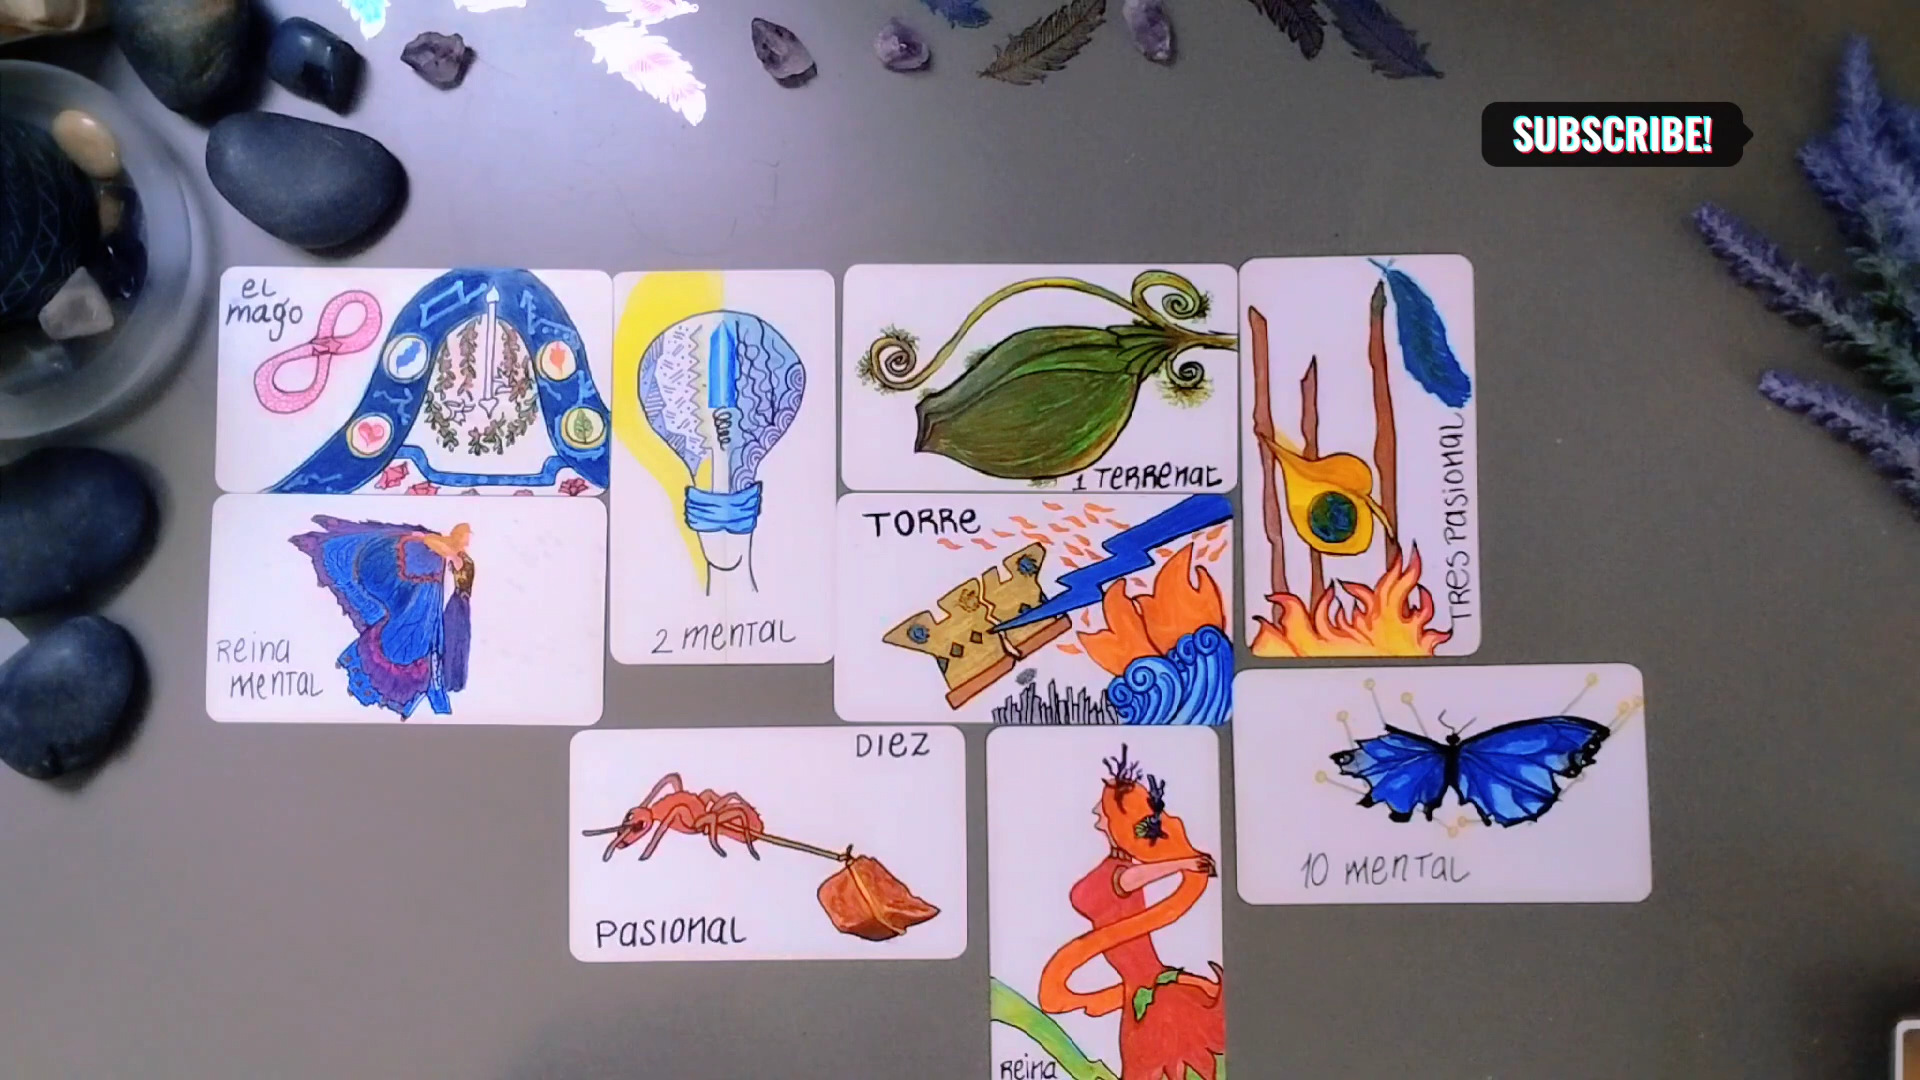 SUBSCRIBE!
eL
mago
2 mental
1 Terrenal
Tres Pasional
Reina
mental
Torre
Diez
Pasional
Reina
10 mental